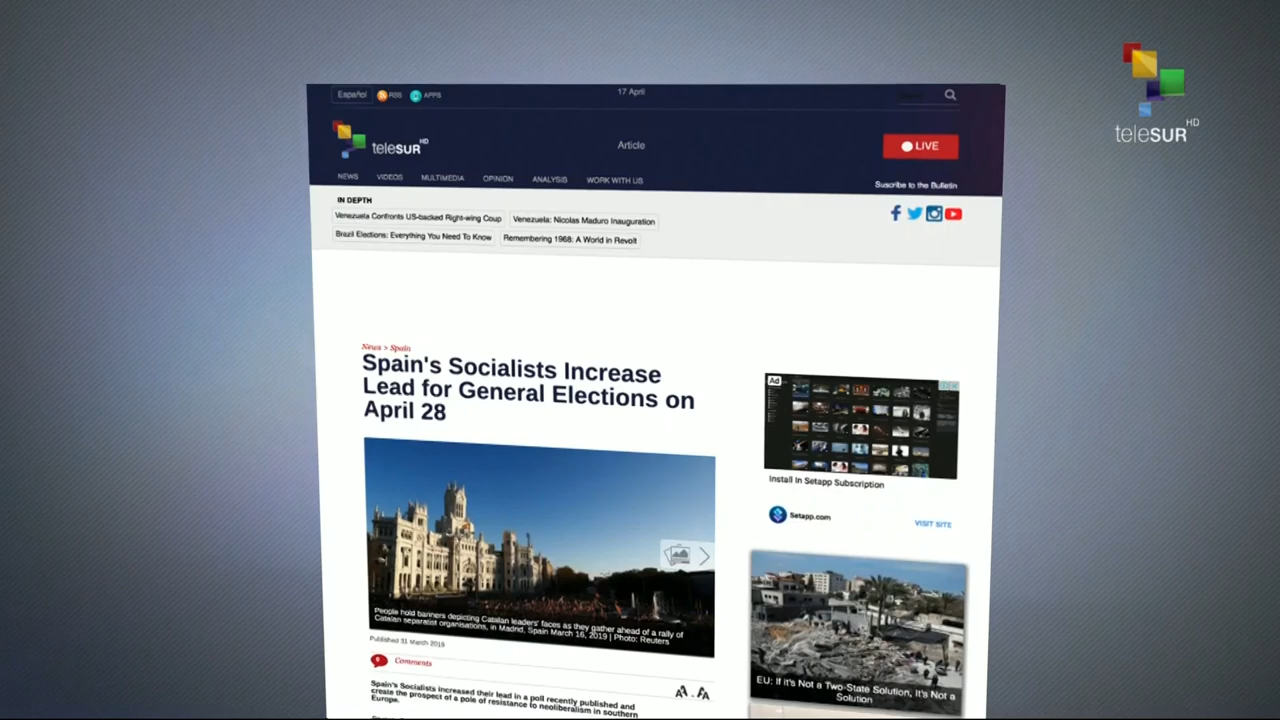 Español
RSS
APPS
17 April
teleSUR HD
teleSUR HD
Article
LIVE
NEWS VIDEOS MULTIMEDIA OPINION ANALYSIS WORK WITH US
Suscribe to the Bulletin
IN DEPTH
Venezuela Confronts US-backed Right-wing Coup
Venezuela: Nicolas Maduro Inauguration
Brazil Elections: Everything You Need To Know
Remembering 1968: A World in Revolt
News > Spain
Spain's Socialists Increase
Lead for General Elections on
April 28
Ad
Install In Setapp Subscription
Setapp.com
VISIT SITE
People hold banners depicting Catalan leaders' faces as they gather ahead of a rally of
Catalan separatist organisations, in Madrid, Spain March 16, 2019 | Photo: Reuters
Published 31 March 2019
Comments
A A
Spain's Socialists increased their lead in a poll recently published and
create the prospect of a pole of resistance to neoliberalism in southern
Europe.
EU: If it's Not a Two-State Solution, It's Not a
Solution